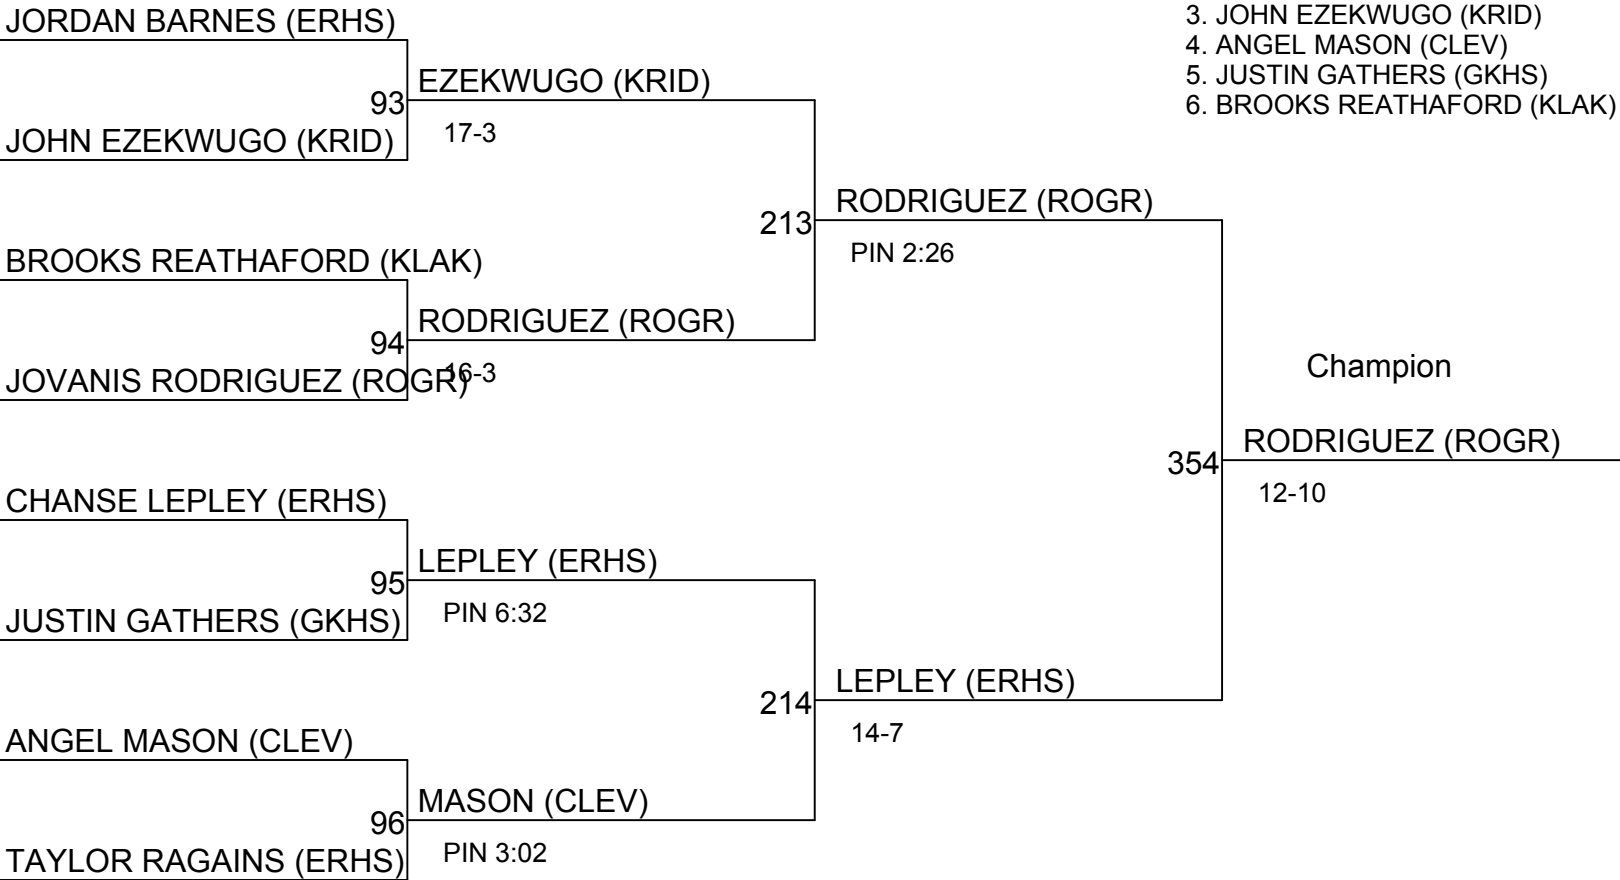 JORDAN BARNES (ERHS)
93
JOHN EZEKWUGO (KRID)
BROOKS REATHAFORD (KLAK)
94
JOVANIS RODRIGUEZ (ROGR)
CHANSE LEPLEY (ERHS)
95
JUSTIN GATHERS (GKHS)
ANGEL MASON (CLEV)
96
TAYLOR RAGAINS (ERHS)
EZEKWUGO (KRID)
17-3
213
RODRIGUEZ (ROGR)
16-3
LEPLEY (ERHS)
PIN 6:32
214
MASON (CLEV)
PIN 3:02
RODRIGUEZ (ROGR)
PIN 2:26
354
LEPLEY (ERHS)
14-7
Champion
RODRIGUEZ (ROGR)
12-10
3. JOHN EZEKWUGO (KRID)
4. ANGEL MASON (CLEV)
5. JUSTIN GATHERS (GKHS)
6. BROOKS REATHAFORD (KLAK)